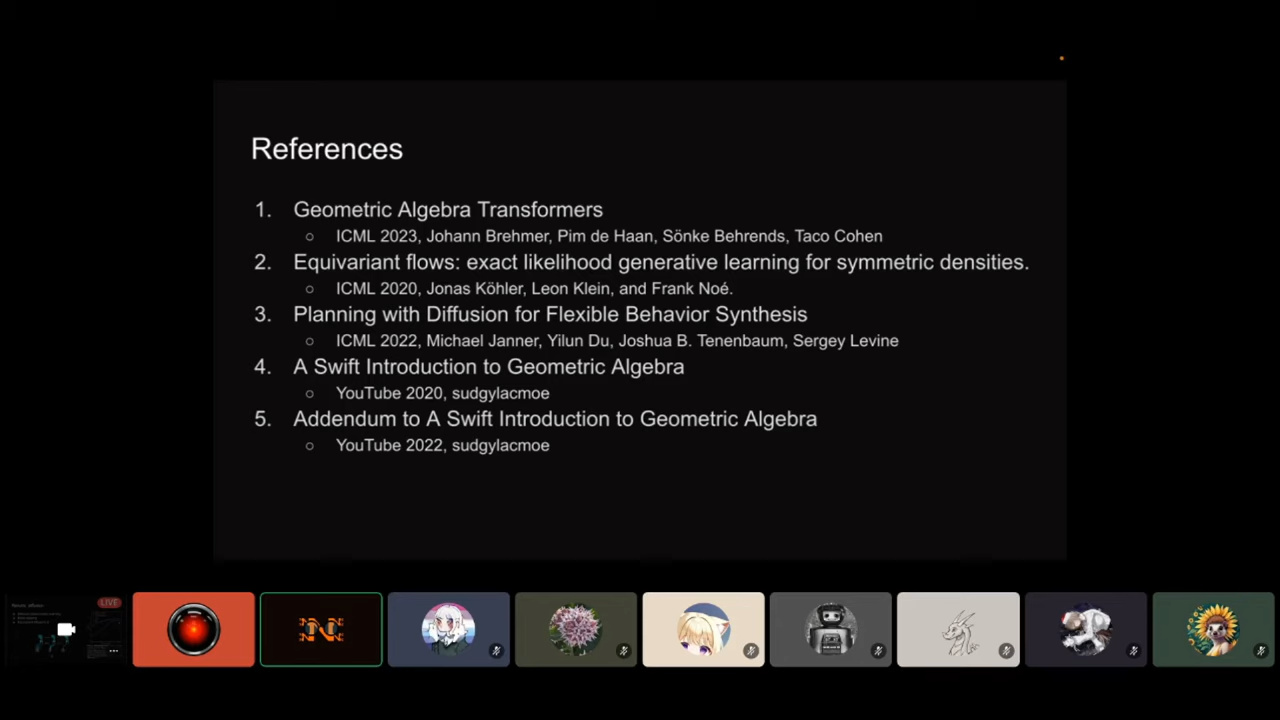 References
1. Geometric Algebra Transformers
○ ICML 2023, Johann Brehmer, Pim de Haan, Sönke Behrends, Taco Cohen
2. Equivariant flows: exact likelihood generative learning for symmetric densities.
○ ICML 2020, Jonas Köhler, Leon Klein, and Frank Noé.
3. Planning with Diffusion for Flexible Behavior Synthesis
○ ICML 2022, Michael Janner, Yilun Du, Joshua B. Tenenbaum, Sergey Levine
4. A Swift Introduction to Geometric Algebra
○ YouTube 2020, sudgylacmoe
5. Addendum to A Swift Introduction to Geometric Algebra
○ YouTube 2022, sudgylacmoe
LIVE